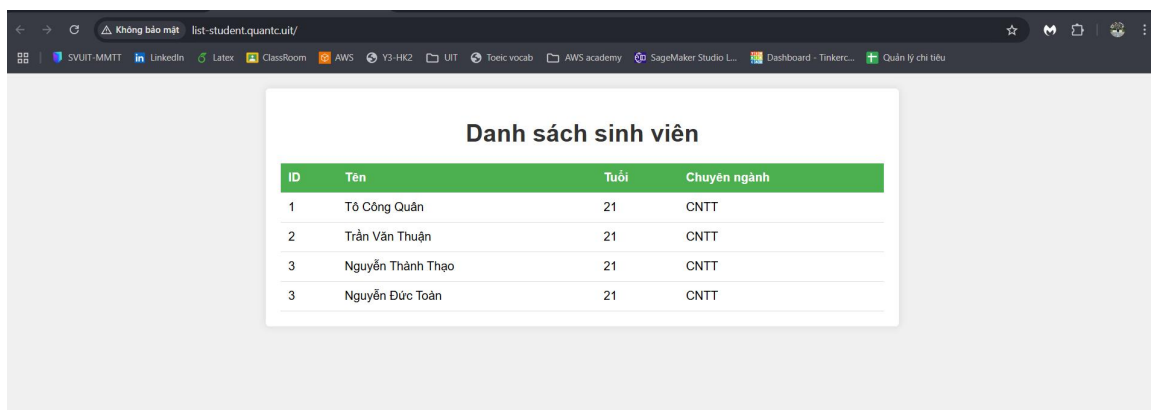 Không bảo mật list-student.quantc.uit/
SVUIT-MMTT LinkedIn Latex ClassRoom AWS Y3-HK2 UIT Toeic vocab AWS academy SageMaker Studio L... Dashboard - Tinkerc... Quản lý chi tiêu
Danh sách sinh viên
ID Tên Tuổi Chuyên ngành
1 Tô Công Quân 21 CNTT
2 Trần Văn Thuận 21 CNTT
3 Nguyễn Thành Thạo 21 CNTT
3 Nguyễn Đức Toàn 21 CNTT